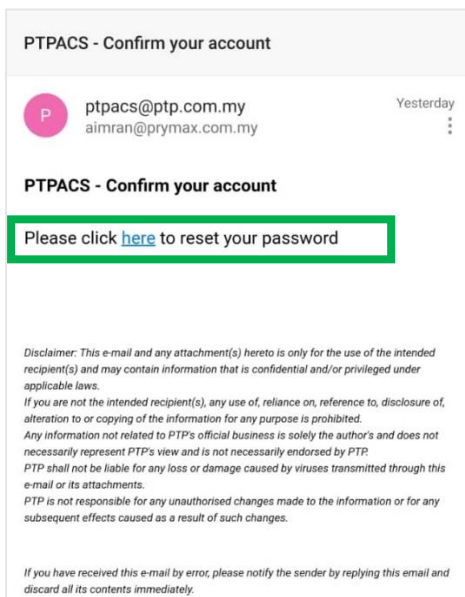 PTPACS - Confirm your account
P
ptpacs@ptp.com.my
Yesterday
aimran@prymax.com.my
PTPACS - Confirm your account
Please click here to reset your password
Disclaimer: This e-mail and any attachment(s) hereto is only for the use of the intended
recipient(s) and may contain information that is confidential and/or privileged under
applicable laws.
If you are not the intended recipient(s), any use of, reliance on, reference to, disclosure of,
alteration to or copying of the information for any purpose is prohibited.
Any information not related to PTP's official business is solely the author's and does not
necessarily represent PTP's view and is not necessarily endorsed by PTP.
PTP shall not be liable for any loss or damage caused by viruses transmitted through this
e-mail or its attachments.
PTP is not responsible for any unauthorised changes made to the information or for any
subsequent effects caused as a result of such changes.
If you have received this e-mail by error, please notify the sender by replying this email and
discard all its contents immediately.